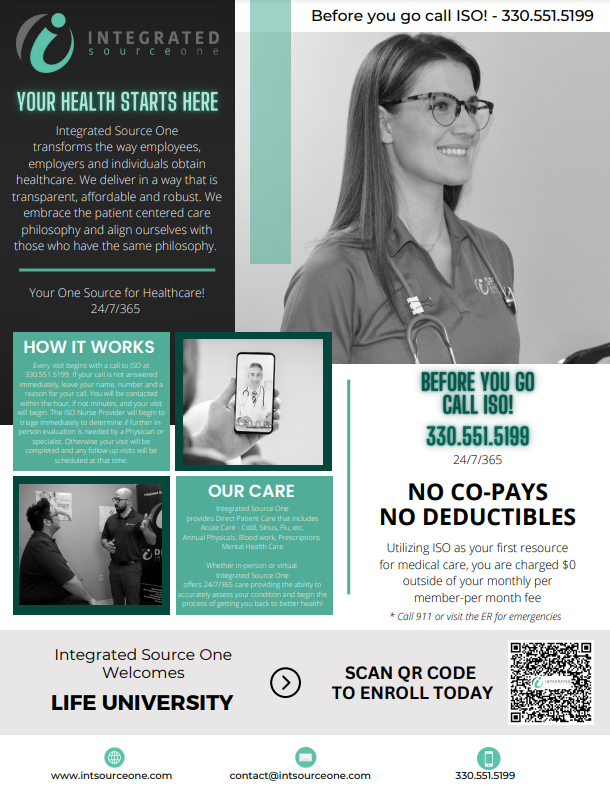 Before you go call ISO! - 330.551.5199
INTEGRATED
sourceone
YOUR HEALTH STARTS HERE
Integrated Source One
transforms the way employees,
employers and individuals obtain
healthcare. We deliver in a way that is
transparent, affordable and robust. We
embrace the patient centered care
philosophy and align ourselves with
those who have the same philosophy.
Your One Source for Healthcare!
24/7/365
HOW IT WORKS
Every visit begins with a call to ISO at
330.551.5199. If your call is not answered
immediately, leave your name, number and a
reason for your call. You will be contacted
within the hour, if not minutes, and your visit
will begin. The ISO Nurse Provider will begin to
triage immediately to determine if further in-
person evaluation is needed by a Physician or
specialist. Otherwise your visit will be
completed and any follow-up visits will be
scheduled at that time.
OUR CARE
Integrated Source One
provides Direct Patient Care that includes
Acute Care - Cold, Sinus, Flu, etc.
Annual Physicals, Blood work, Prescriptions
Mental Health Care
Whether in-person or virtual
Integrated Source One
offers 24/7/365 care providing the ability to
accurately assess your condition and begin the
process of getting you back to better health!
BEFORE YOU GO
CALL ISO!
330.551.5199
24/7/365
NO CO-PAYS
NO DEDUCTIBLES
Utilizing ISO as your first resource
for medical care, you are charged $0
outside of your monthly per
member-per month fee
* Call 911 or visit the ER for emergencies
Integrated Source One
Welcomes
LIFE UNIVERSITY
SCAN QR CODE
TO ENROLL TODAY
INTEGRATED
www.intsourceone.com
contact@intsourceone.com
330.551.5199